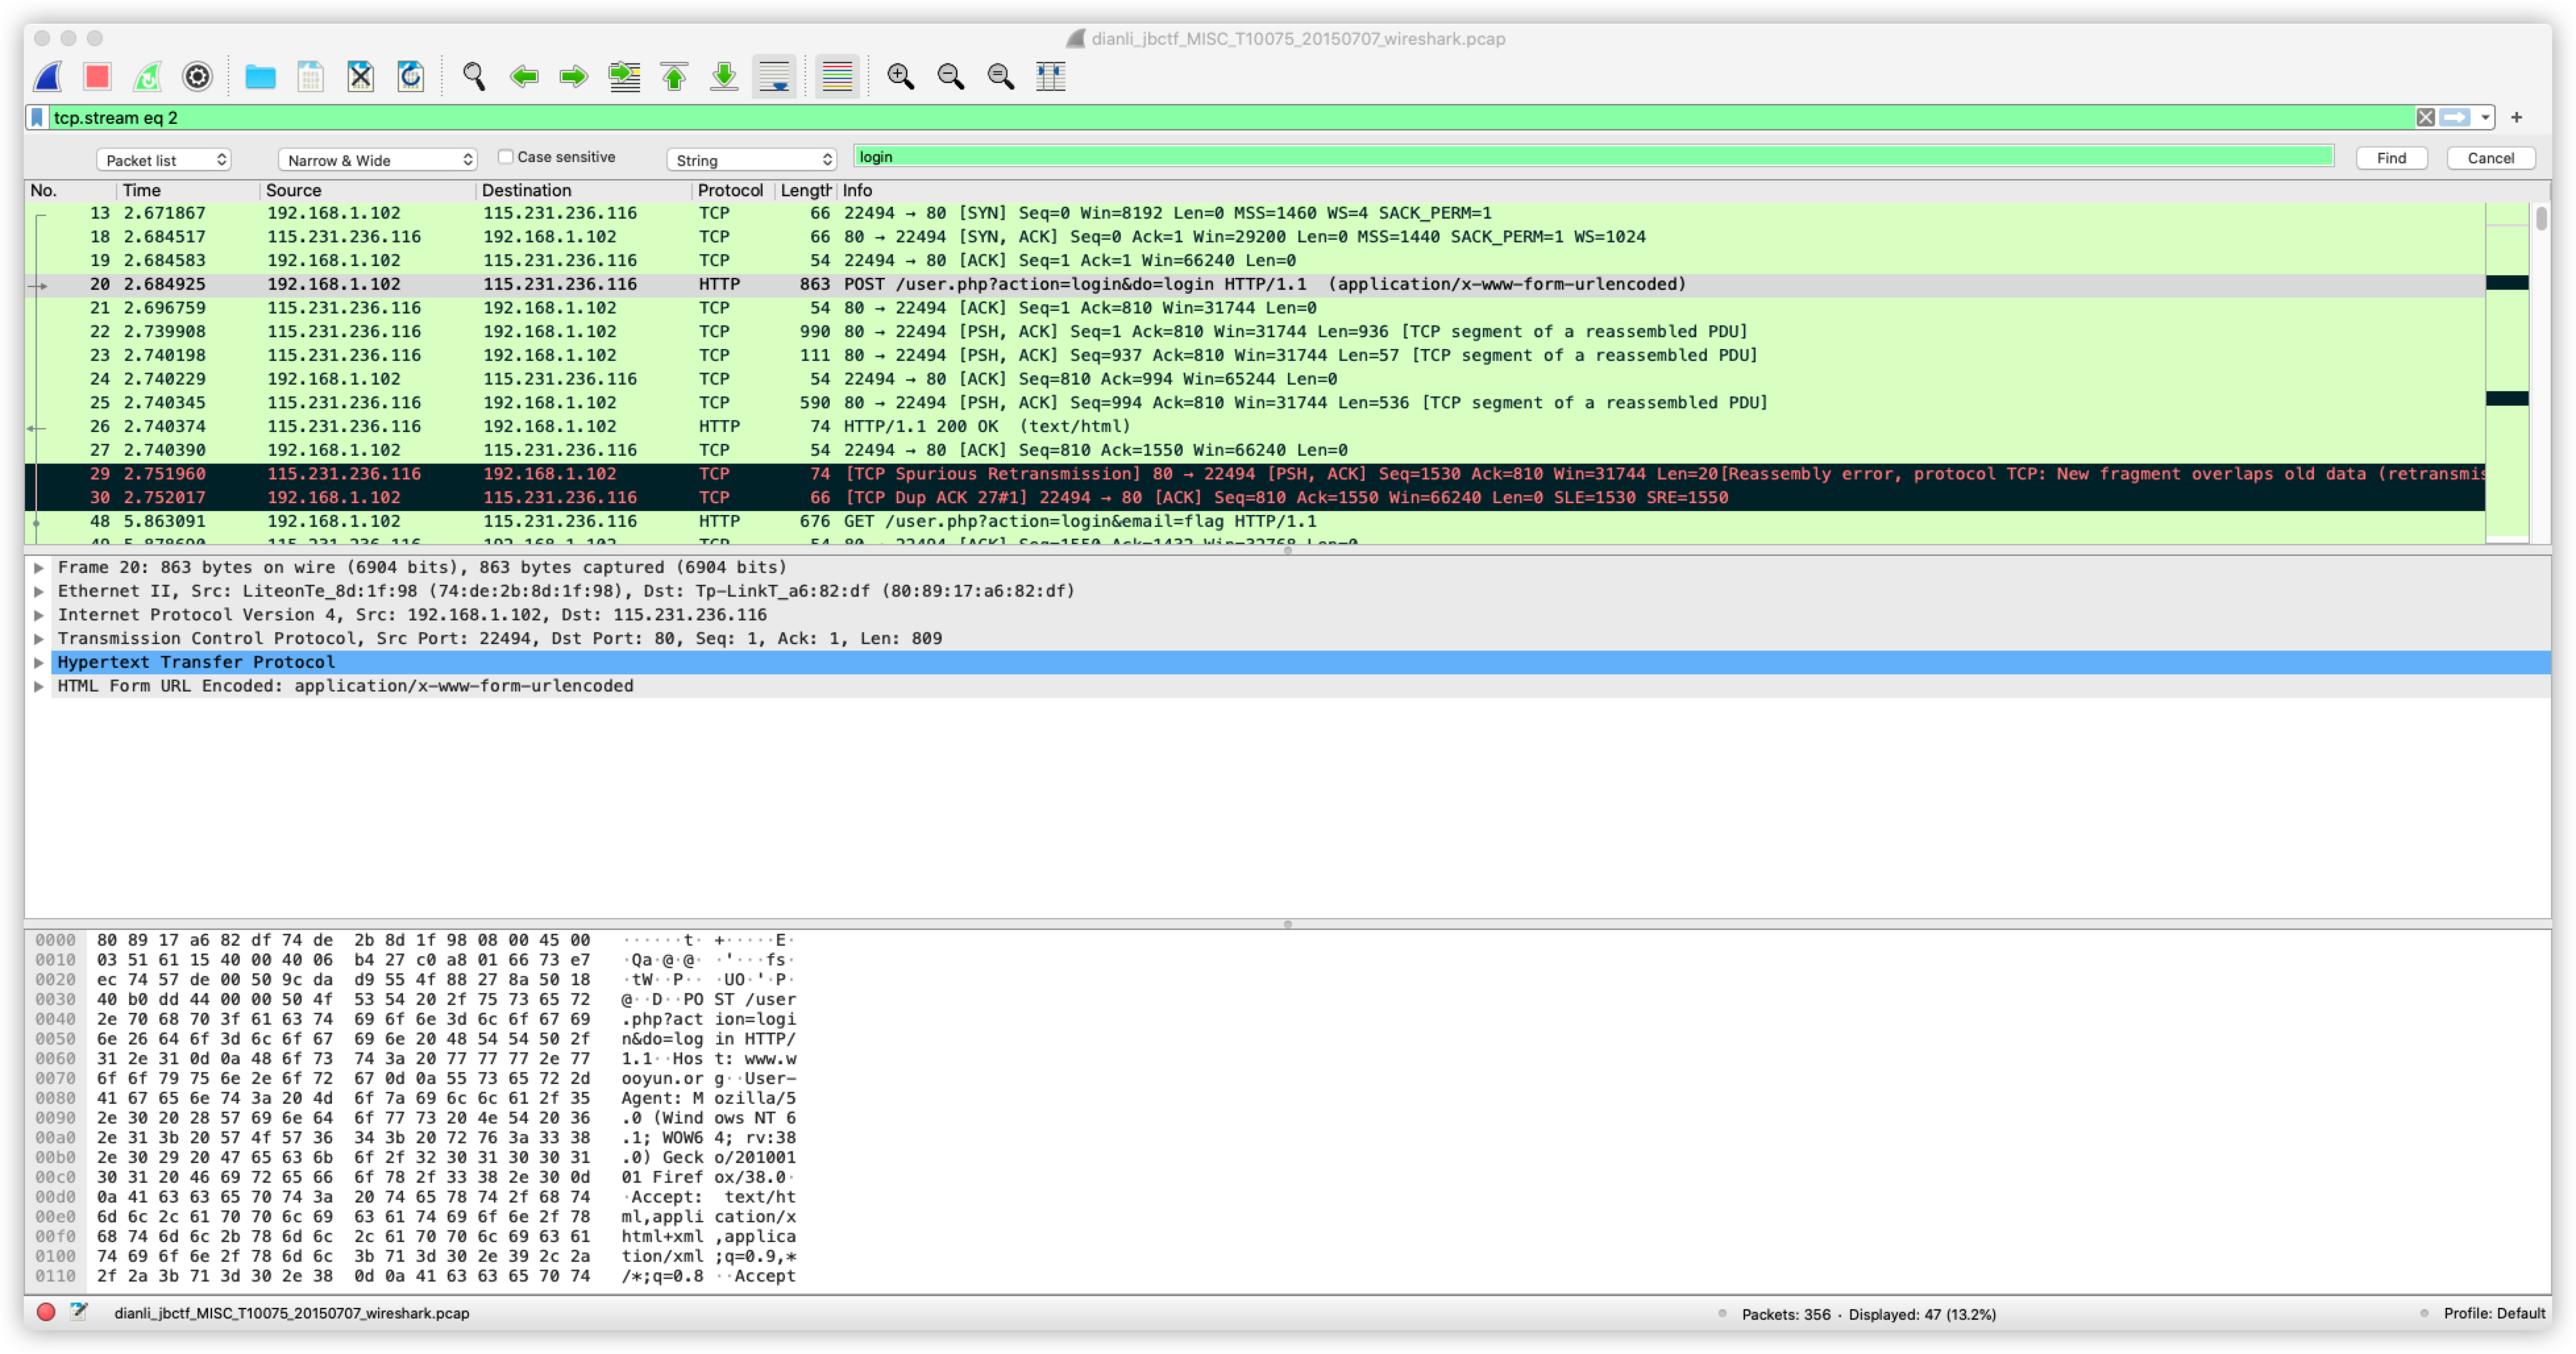 dianli_jbctf_MISC_T10075_20150707_wireshark.pcap
tcp.stream eq 2
+
Packet list Narrow & Wide Case sensitive String login Find Cancel
No. Time Source Destination Protocol Length Info
13 2.671867 192.168.1.102 115.231.236.116 TCP 66 22494 → 80 [SYN] Seq=0 Win=8192 Len=0 MSS=1460 WS=4 SACK_PERM=1
18 2.684517 115.231.236.116 192.168.1.102 TCP 66 80 → 22494 [SYN, ACK] Seq=0 Ack=1 Win=29200 Len=0 MSS=1440 SACK_PERM=1 WS=1024
19 2.684583 192.168.1.102 115.231.236.116 TCP 54 22494 → 80 [ACK] Seq=1 Ack=1 Win=66240 Len=0
20 2.684925 192.168.1.102 115.231.236.116 HTTP 863 POST /user.php?action=login&do=login HTTP/1.1 (application/x-www-form-urlencoded)
21 2.696759 115.231.236.116 192.168.1.102 TCP 54 80 → 22494 [ACK] Seq=1 Ack=810 Win=31744 Len=0
22 2.739908 115.231.236.116 192.168.1.102 TCP 990 80 → 22494 [PSH, ACK] Seq=1 Ack=810 Win=31744 Len=936 [TCP segment of a reassembled PDU]
23 2.740198 115.231.236.116 192.168.1.102 TCP 111 80 → 22494 [PSH, ACK] Seq=937 Ack=810 Win=31744 Len=57 [TCP segment of a reassembled PDU]
24 2.740229 192.168.1.102 115.231.236.116 TCP 54 22494 → 80 [ACK] Seq=810 Ack=994 Win=65244 Len=0
25 2.740345 115.231.236.116 192.168.1.102 TCP 590 80 → 22494 [PSH, ACK] Seq=994 Ack=810 Win=31744 Len=536 [TCP segment of a reassembled PDU]
26 2.740374 115.231.236.116 192.168.1.102 HTTP 74 HTTP/1.1 200 OK (text/html)
27 2.740390 192.168.1.102 115.231.236.116 TCP 54 22494 → 80 [ACK] Seq=810 Ack=1550 Win=66240 Len=0
29 2.751960 115.231.236.116 192.168.1.102 TCP 74 [TCP Spurious Retransmission] 80 → 22494 [PSH, ACK] Seq=1530 Ack=810 Win=31744 Len=20[Reassembly error, protocol TCP: New fragment overlaps old data (retransmis
30 2.752017 192.168.1.102 115.231.236.116 TCP 66 [TCP Dup ACK 27#1] 22494 → 80 [ACK] Seq=810 Ack=1550 Win=66240 Len=0 SLE=1530 SRE=1550
48 5.863091 192.168.1.102 115.231.236.116 HTTP 676 GET /user.php?action=login&email=flag HTTP/1.1
49 5.878690 115.231.236.116 192.168.1.102 TCP 54 80 → 22494 [ACK] Seq=1550 Ack=1432 Win=32768 Len=0
Frame 20: 863 bytes on wire (6904 bits), 863 bytes captured (6904 bits)
Ethernet II, Src: LiteonTe_8d:1f:98 (74:de:2b:8d:1f:98), Dst: Tp-LinkT_a6:82:df (80:89:17:a6:82:df)
Internet Protocol Version 4, Src: 192.168.1.102, Dst: 115.231.236.116
Transmission Control Protocol, Src Port: 22494, Dst Port: 80, Seq: 1, Ack: 1, Len: 809
Hypertext Transfer Protocol
HTML Form URL Encoded: application/x-www-form-urlencoded
0000 80 89 17 a6 82 df 74 de 2b 8d 1f 98 08 00 45 00 ······t· +·····E·
0010 03 51 61 15 40 00 40 06 b4 27 c0 a8 01 66 73 e7 ·Qa·@·@· ·'···fs·
0020 ec 74 57 de 00 50 9c da d9 55 4f 88 27 8a 50 18 ·tW··P·· ·UO·'·P·
0030 40 b0 dd 44 00 00 50 4f 53 54 20 2f 75 73 65 72 @··D··PO ST /user
0040 2e 70 68 70 3f 61 63 74 69 6f 6e 3d 6c 6f 67 69 .php?act ion=logi
0050 6e 26 64 6f 3d 6c 6f 67 69 6e 20 48 54 54 50 2f n&do=log in HTTP/
0060 31 2e 31 0d 0a 48 6f 73 74 3a 20 77 77 77 2e 77 1.1··Hos t: www.w
0070 6f 6f 79 75 6e 2e 6f 72 67 0d 0a 55 73 65 72 2d ooyun.or g··User-
0080 41 67 65 6e 74 3a 20 4d 6f 7a 69 6c 6c 61 2f 35 Agent: M ozilla/5
0090 2e 30 20 28 57 69 6e 64 6f 77 73 20 4e 54 20 36 .0 (Wind ows NT 6
00a0 2e 31 3b 20 57 4f 57 36 34 3b 20 72 76 3a 33 38 .1; WOW6 4; rv:38
00b0 2e 30 29 20 47 65 63 6b 6f 2f 32 30 31 30 30 31 .0) Geck o/201001
00c0 30 31 20 46 69 72 65 66 6f 78 2f 33 38 2e 30 0d 01 Firef ox/38.0·
00d0 0a 41 63 63 65 70 74 3a 20 74 65 78 74 2f 68 74 ·Accept: text/ht
00e0 6d 6c 2c 61 70 70 6c 69 63 61 74 69 6f 6e 2f 78 ml,appli cation/x
00f0 68 74 6d 6c 2b 78 6d 6c 2c 61 70 70 6c 69 63 61 html+xml ,applica
0100 74 69 6f 6e 2f 78 6d 6c 3b 71 3d 30 2e 39 2c 2a tion/xml ;q=0.9,*
0110 2f 2a 3b 71 3d 30 2e 38 0d 0a 41 63 63 65 70 74 /*;q=0.8 ··Accept
dianli_jbctf_MISC_T10075_20150707_wireshark.pcap Packets: 356 · Displayed: 47 (13.2%) Profile: Default